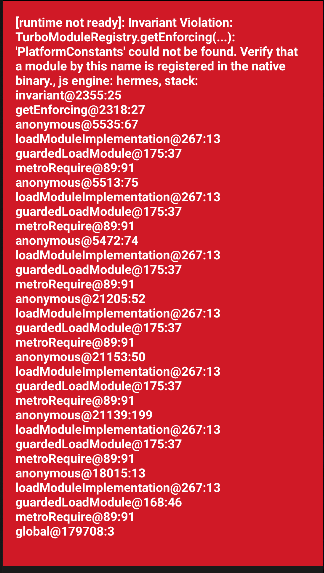 [runtime not ready]: Invariant Violation:
TurboModuleRegistry.getEnforcing(...):
'PlatformConstants' could not be found. Verify that
a module by this name is registered in the native
binary., js engine: hermes, stack:
invariant@2355:25
getEnforcing@2318:27
anonymous@5535:67
loadModuleImplementation@267:13
guardedLoadModule@175:37
metroRequire@89:91
anonymous@5513:75
loadModuleImplementation@267:13
guardedLoadModule@175:37
metroRequire@89:91
anonymous@5472:74
loadModuleImplementation@267:13
guardedLoadModule@175:37
metroRequire@89:91
anonymous@21205:52
loadModuleImplementation@267:13
guardedLoadModule@175:37
metroRequire@89:91
anonymous@21153:50
loadModuleImplementation@267:13
guardedLoadModule@175:37
metroRequire@89:91
anonymous@21139:199
loadModuleImplementation@267:13
guardedLoadModule@175:37
metroRequire@89:91
anonymous@18015:13
loadModuleImplementation@267:13
guardedLoadModule@168:46
metroRequire@89:91
global@179708:3